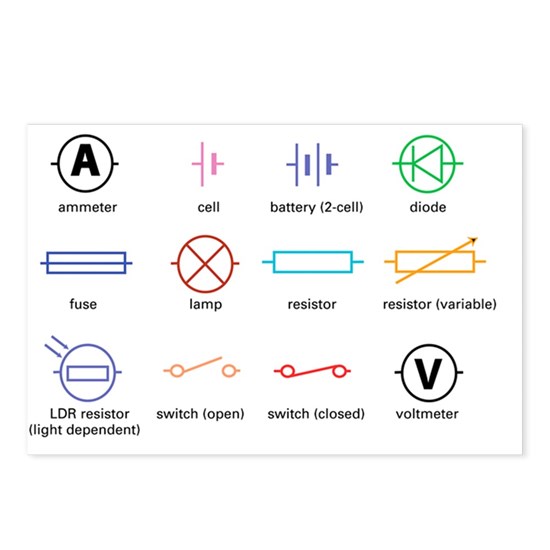 A
ammeter
cell
battery (2-cell)
diode
fuse
lamp
resistor
resistor (variable)
LDR resistor
(light dependent)
switch (open)
switch (closed)
V
voltmeter